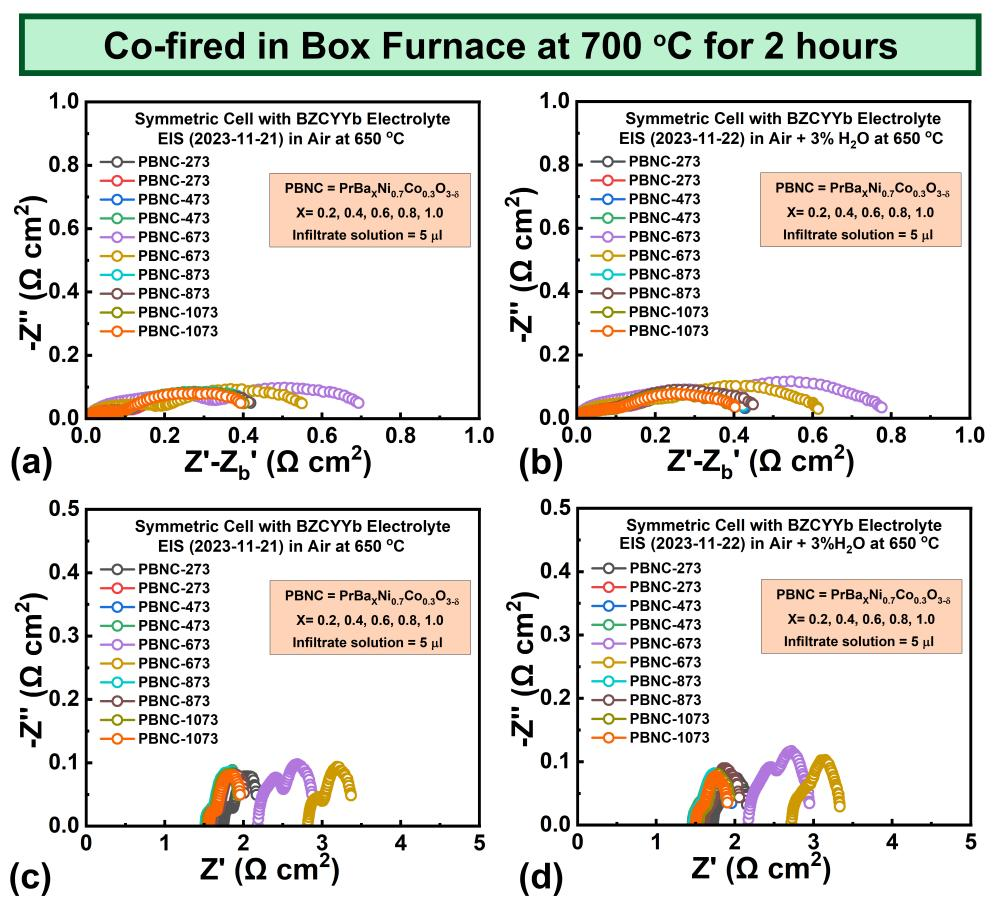 Co-fired in Box Furnace at 700 °C for 2 hours
1.0
0.8
0.6
0.4
0.2
0.0
-Z'' (Ω cm²)
Symmetric Cell with BZCYYb Electrolyte
EIS (2023-11-21) in Air at 650 °C
PBNC-273
PBNC-273
PBNC-473
PBNC-473
PBNC-673
PBNC-673
PBNC-873
PBNC-873
PBNC-1073
PBNC-1073
PBNC = PrBaₓNi₀.₇Co₀.₃O₃₋δ
X= 0.2, 0.4, 0.6, 0.8, 1.0
Infiltrate solution = 5 μl
0.0 0.2 0.4 0.6 0.8 1.0
(a) Z'-Z_b' (Ω cm²)
1.0
0.8
0.6
0.4
0.2
0.0
-Z'' (Ω cm²)
Symmetric Cell with BZCYYb Electrolyte
EIS (2023-11-22) in Air + 3% H₂O at 650 °C
PBNC-273
PBNC-273
PBNC-473
PBNC-473
PBNC-673
PBNC-673
PBNC-873
PBNC-873
PBNC-1073
PBNC-1073
PBNC = PrBaₓNi₀.₇Co₀.₃O₃₋δ
X= 0.2, 0.4, 0.6, 0.8, 1.0
Infiltrate solution = 5 μl
0.0 0.2 0.4 0.6 0.8 1.0
(b) Z'-Z_b' (Ω cm²)
0.5
0.4
0.3
0.2
0.1
0.0
-Z'' (Ω cm²)
Symmetric Cell with BZCYYb Electrolyte
EIS (2023-11-21) in Air at 650 °C
PBNC-273
PBNC-273
PBNC-473
PBNC-473
PBNC-673
PBNC-673
PBNC-873
PBNC-873
PBNC-1073
PBNC-1073
PBNC = PrBaₓNi₀.₇Co₀.₃O₃₋δ
X= 0.2, 0.4, 0.6, 0.8, 1.0
Infiltrate solution = 5 μl
0 1 2 3 4 5
(c) Z' (Ω cm²)
0.5
0.4
0.3
0.2
0.1
0.0
-Z'' (Ω cm²)
Symmetric Cell with BZCYYb Electrolyte
EIS (2023-11-22) in Air + 3%H₂O at 650 °C
PBNC-273
PBNC-273
PBNC-473
PBNC-473
PBNC-673
PBNC-673
PBNC-873
PBNC-873
PBNC-1073
PBNC-1073
PBNC = PrBaₓNi₀.₇Co₀.₃O₃₋δ
X= 0.2, 0.4, 0.6, 0.8, 1.0
Infiltrate solution = 5 μl
0 1 2 3 4 5
(d) Z' (Ω cm²)